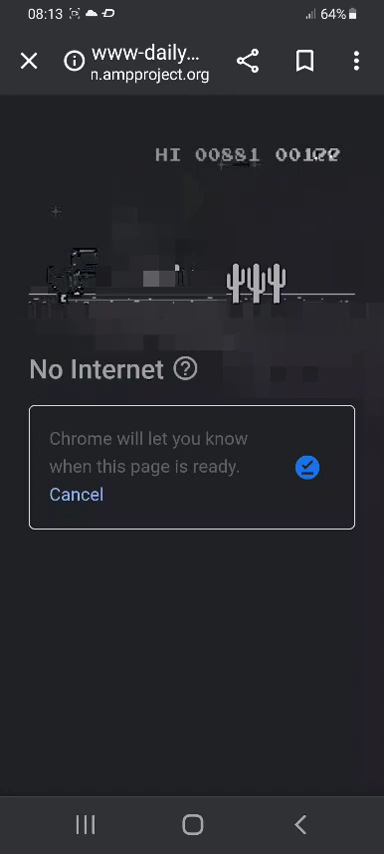 08:13
64%
www-daily...
n.ampproject.org
HI 00881
No Internet
Chrome will let you know
when this page is ready.
Cancel